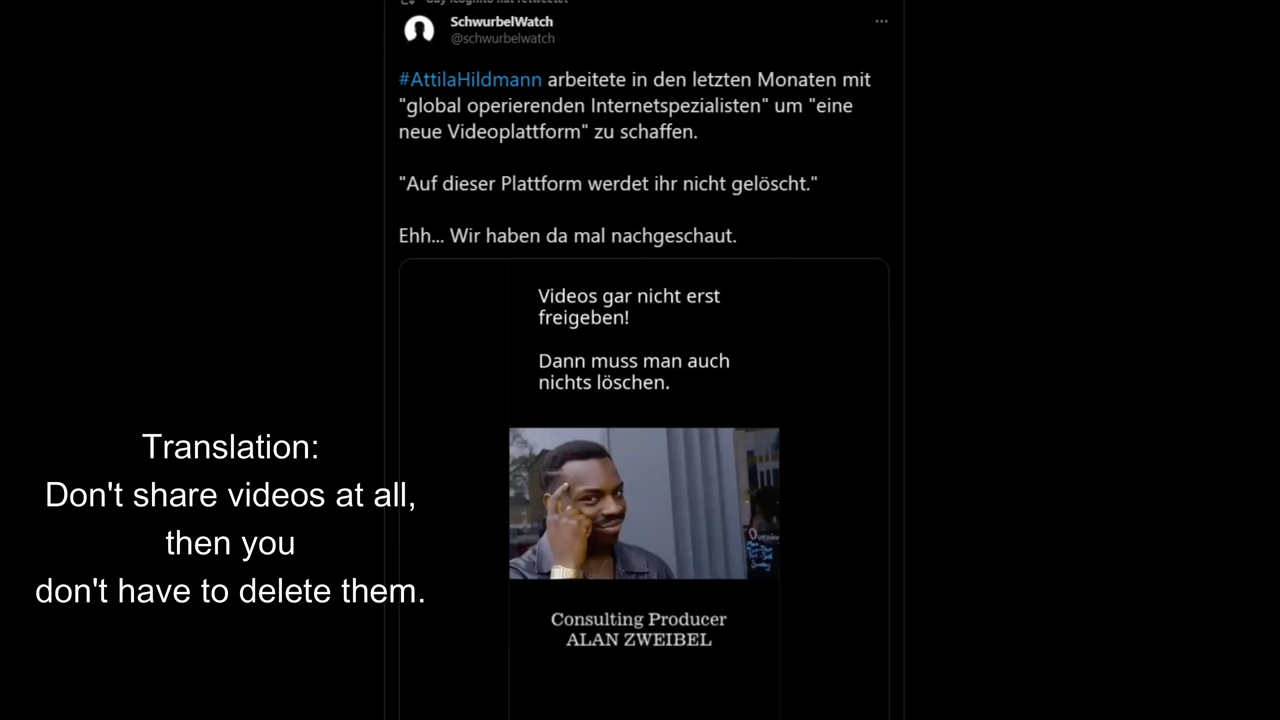 SchwurbelWatch
@schwurbelwatch
#AttilaHildmann arbeitete in den letzten Monaten mit
"global operierenden Internetspezialisten" um "eine
neue Videoplattform" zu schaffen.
"Auf dieser Plattform werdet ihr nicht gelöscht."
Ehh... Wir haben da mal nachgeschaut.
Videos gar nicht erst
freigeben!
Dann muss man auch
nichts löschen.
Consulting Producer
ALAN ZWEIBEL
Translation:
Don't share videos at all,
then you
don't have to delete them.